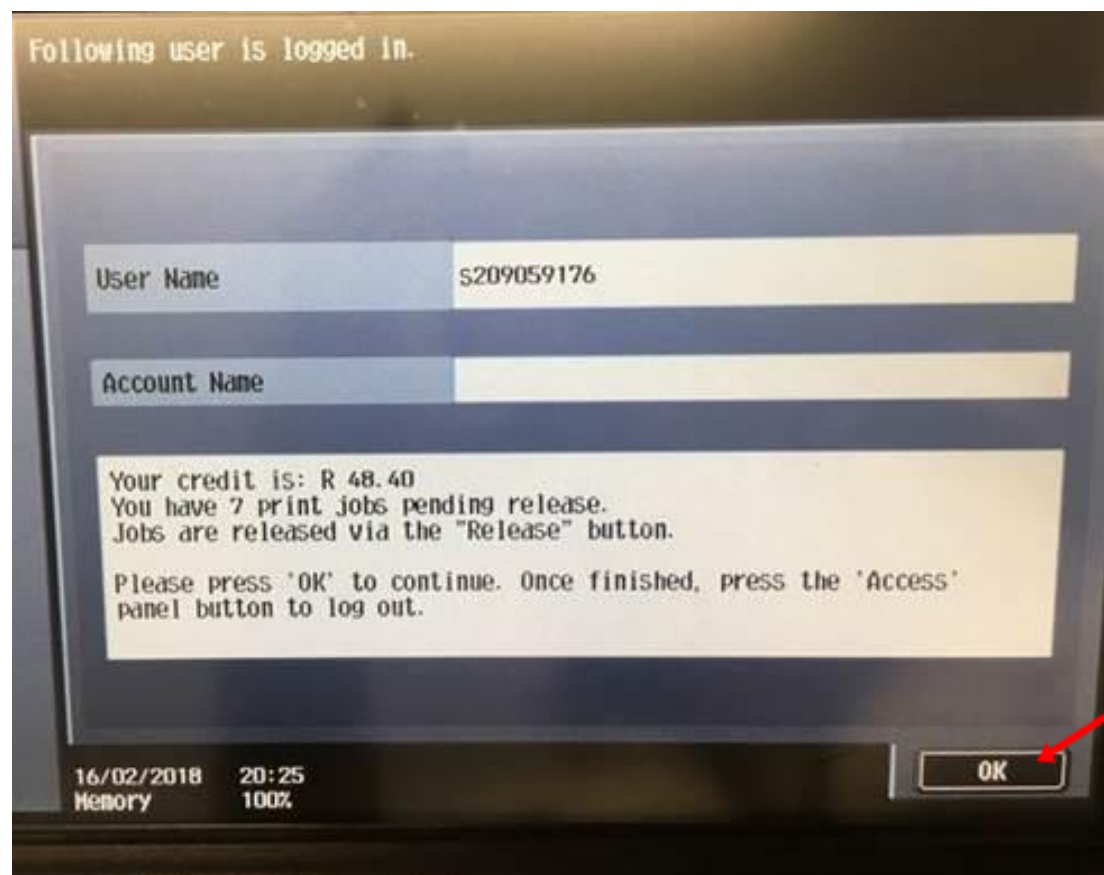 Following user is logged in.
User Name
s209059176
Account Name
Your credit is: R 48.40
You have 7 print jobs pending release.
Jobs are released via the "Release" button.
Please press 'OK' to continue. Once finished, press the 'Access'
panel button to log out.
16/02/2018 20:25
Memory 100%
OK